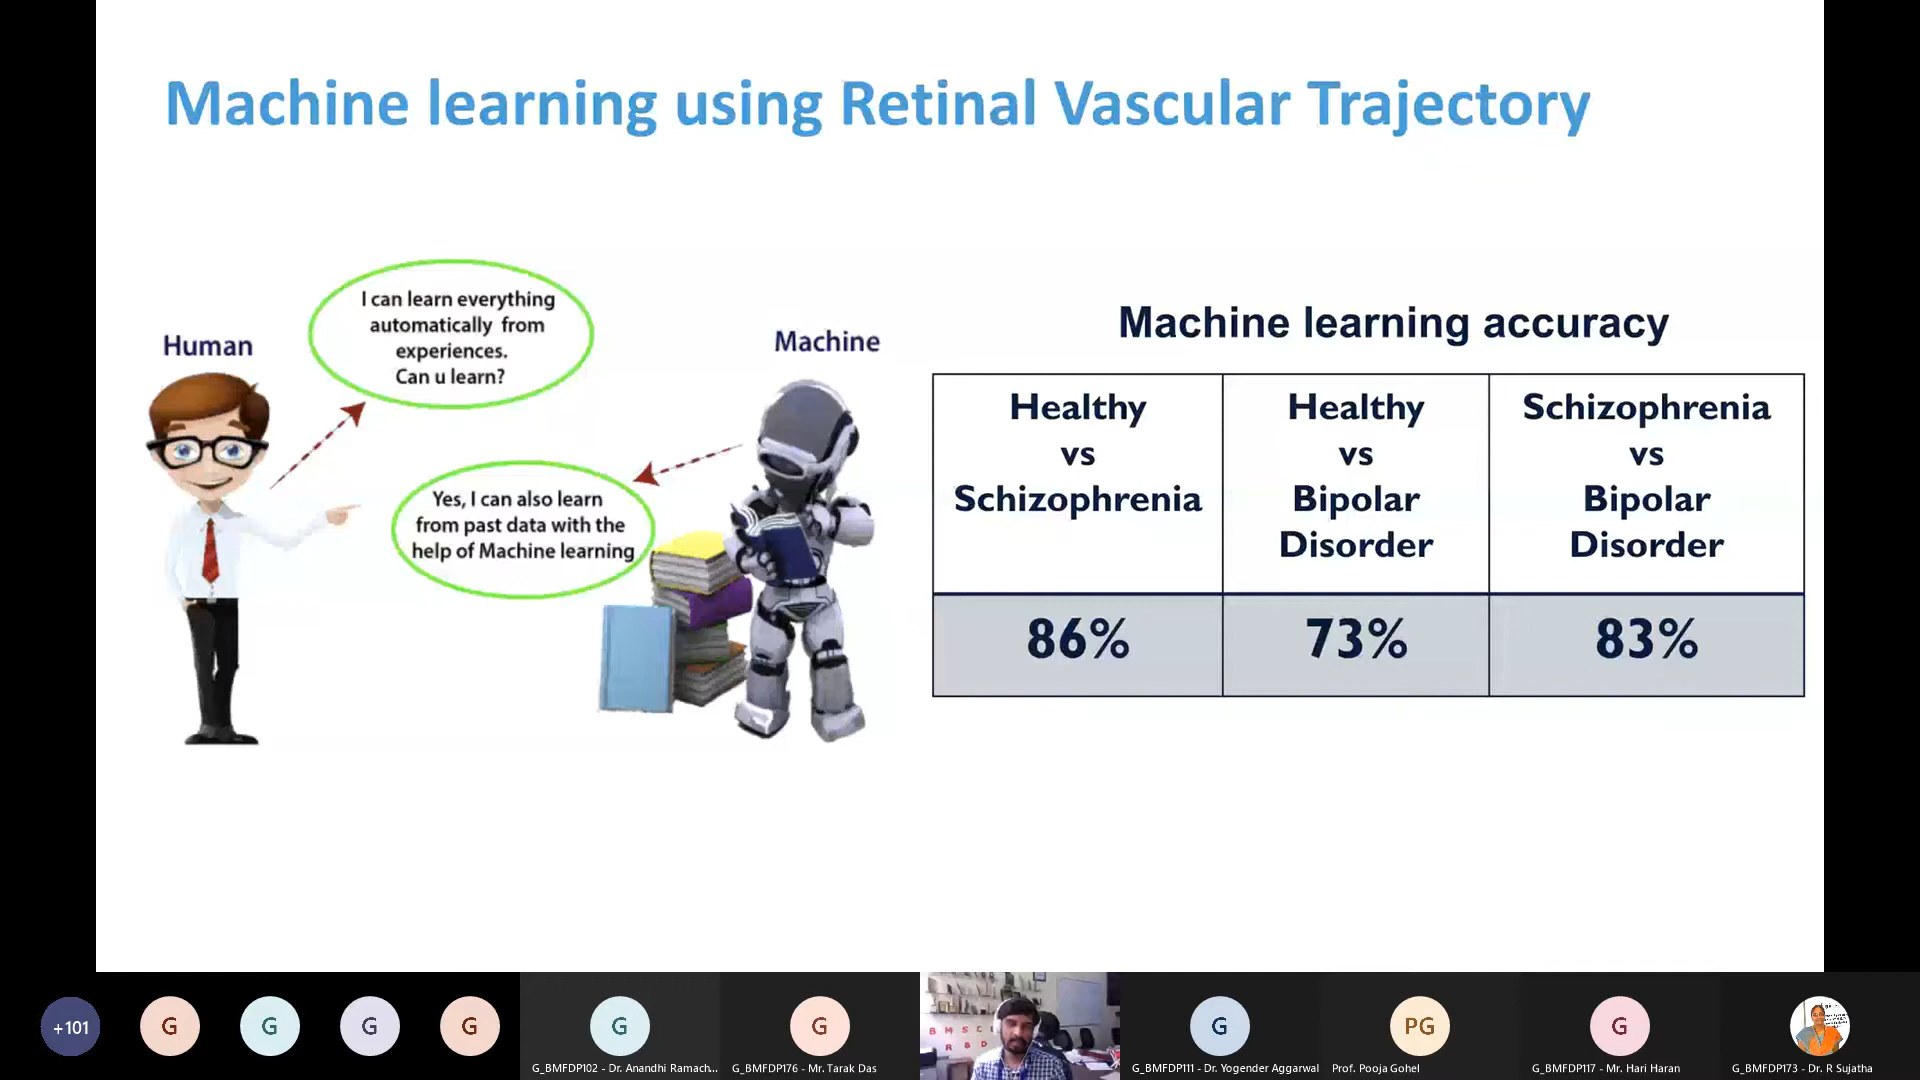 Machine learning using Retinal Vascular Trajectory
Human
I can learn everything
automatically from
experiences.
Can u learn?
Machine
Yes, I can also learn
from past data with the
help of Machine learning
Machine learning accuracy
Healthy
vs
Schizophrenia
Healthy
vs
Bipolar
Disorder
Schizophrenia
vs
Bipolar
Disorder
86%
73%
83%
+101
G
G
G
G
G
G_BMFDP102 - Dr. Anandhi Ramach...
G
G_BMFDP176 - Mr. Tarak Das
B M S C
R & D
G
G_BMFDP111 - Dr. Yogender Aggarwal
PG
Prof. Pooja Gohel
G
G_BMFDP117 - Mr. Hari Haran
G_BMFDP173 - Dr. R Sujatha